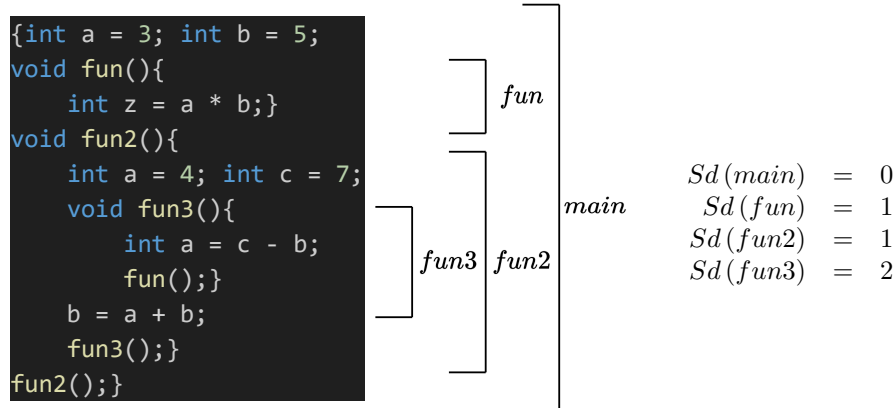 {int a = 3; int b = 5;
void fun(){
    int z = a * b;}
void fun2(){
    int a = 4; int c = 7;
    void fun3(){
        int a = c - b;
        fun();}
    b = a + b;
    fun3();}
fun2();}
fun
fun3
fun2
main
Sd(main) = 0
Sd(fun) = 1
Sd(fun2) = 1
Sd(fun3) = 2